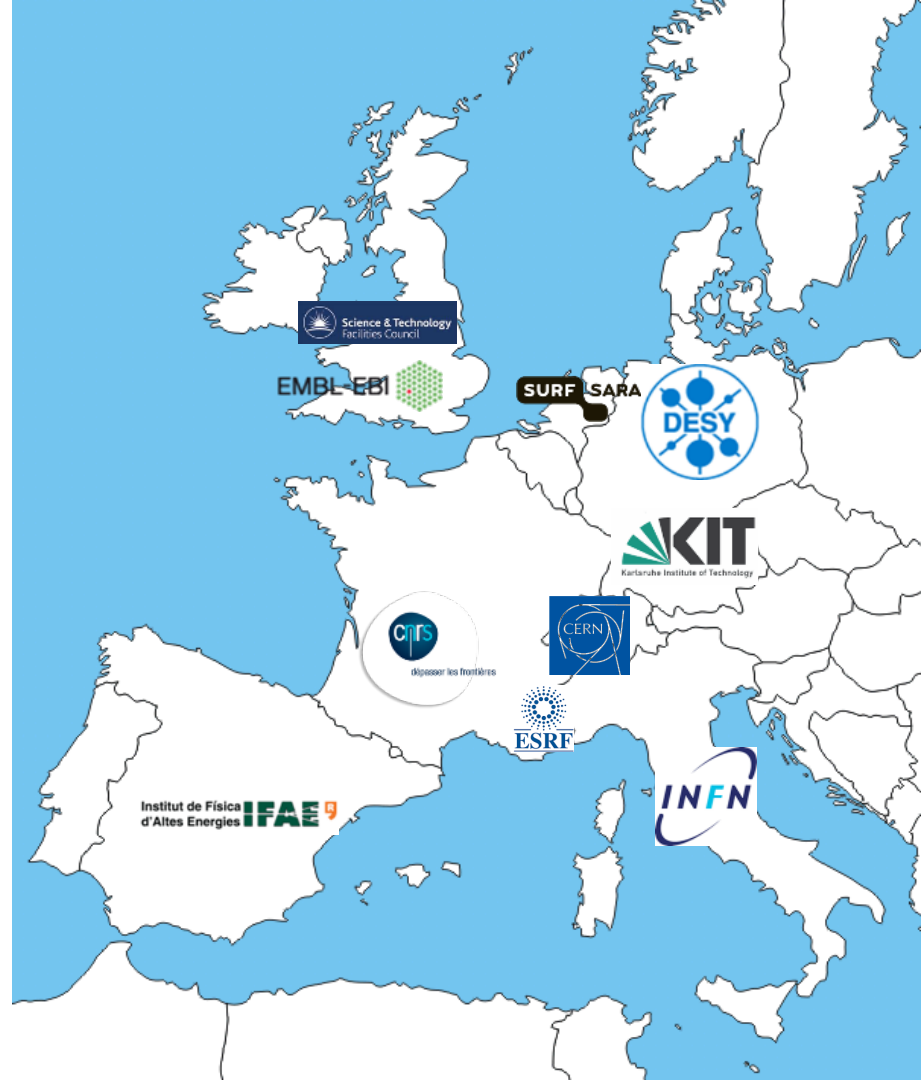 Science & Technology
Facilities Council
EMBL-EBI
SURF SARA
DESY
KIT
Karlsruhe Institute of Technology
CERN
cnrs
dépasser les frontières
ESRF
INFN
Institut de Física
d'Altes Energies IFAE R